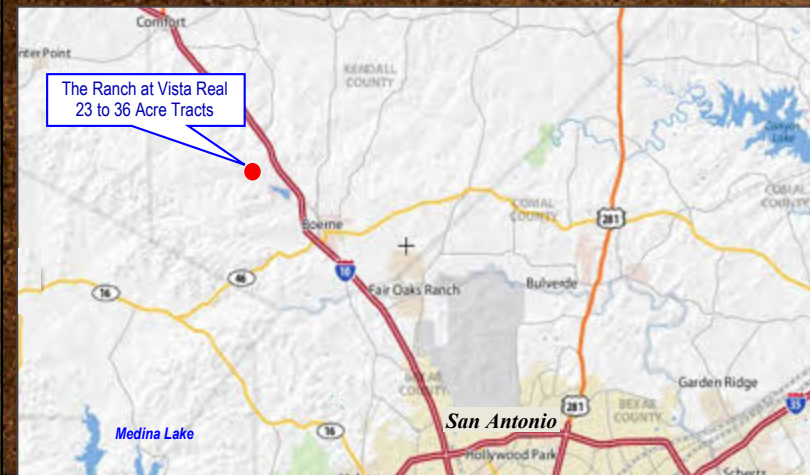 Comfort
nter Point
KENDALL
COUNTY
The Ranch at Vista Real
23 to 36 Acre Tracts
Canyon
Lake
COMAL
COUNTY
COMAL
COUNTY
281
Boerne
46
10
16
Fair Oaks Ranch
Bulverde
BEXAR
COUNTY
Garden Ridge
281
BEXAR
COUNTY
35
San Antonio
Medina Lake
16
Hollywood Park
Schertz